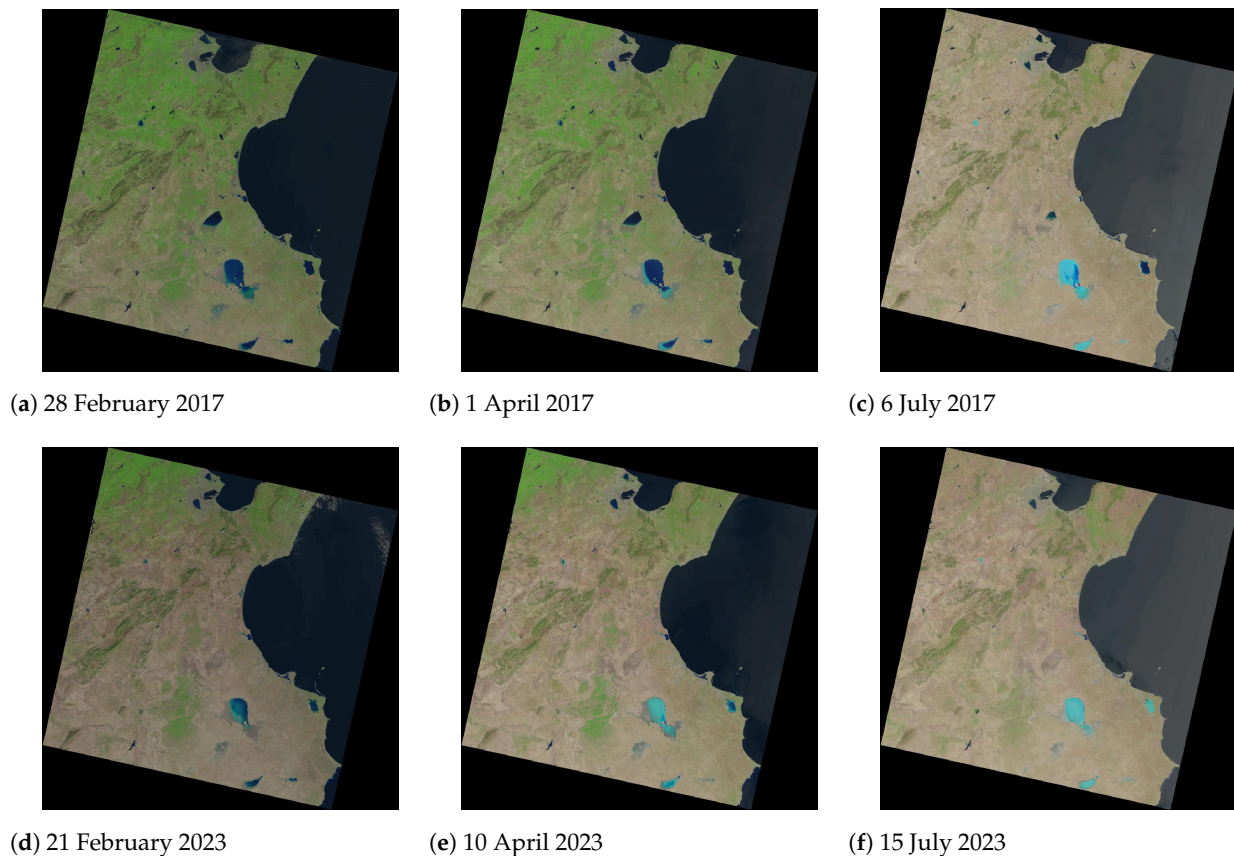 (a) 28 February 2017
(b) 1 April 2017
(c) 6 July 2017
(d) 21 February 2023
(e) 10 April 2023
(f) 15 July 2023